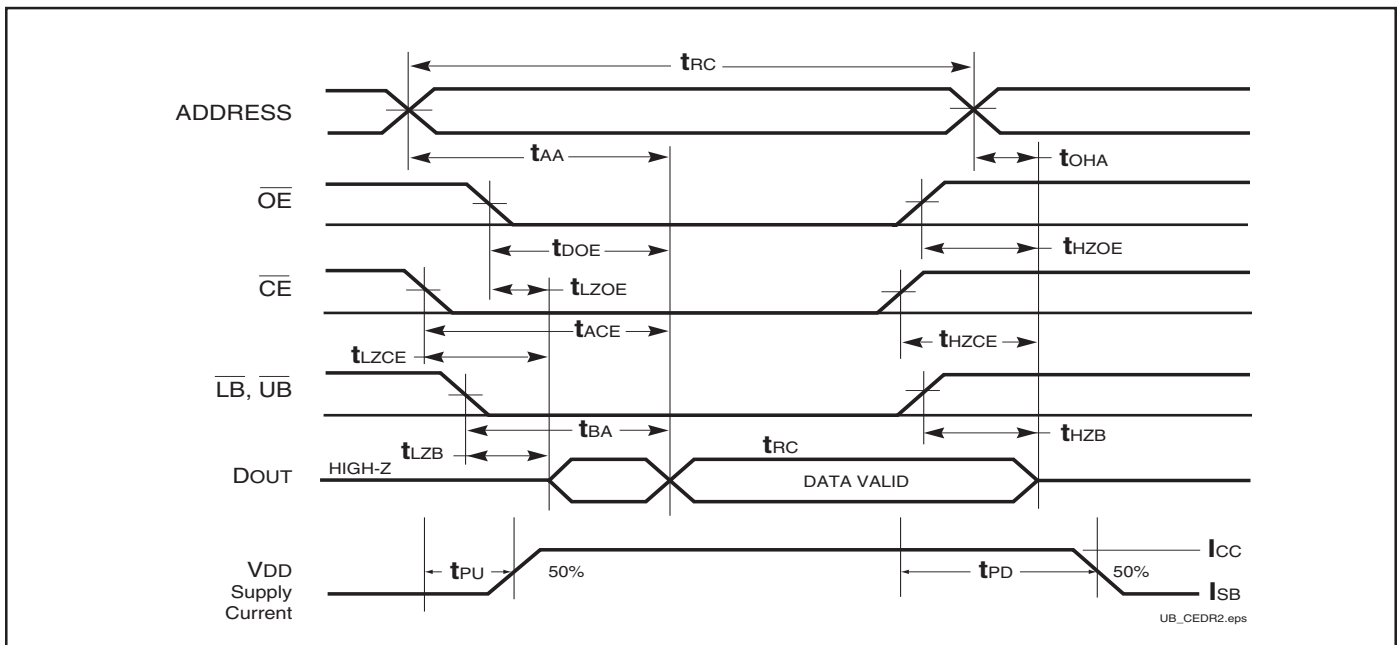 tRC
ADDRESS
tAA
tOHA
OE
tDOE
tHZOE
CE
tLZOE
tACE
tHZCE
tLZCE
LB, UB
tBA
tHZB
tLZB
tRC
DOUT
HIGH-Z
DATA VALID
ICC
tPU
50%
tPD
50%
VDD
Supply
Current
ISB
UB_CEDR2.eps